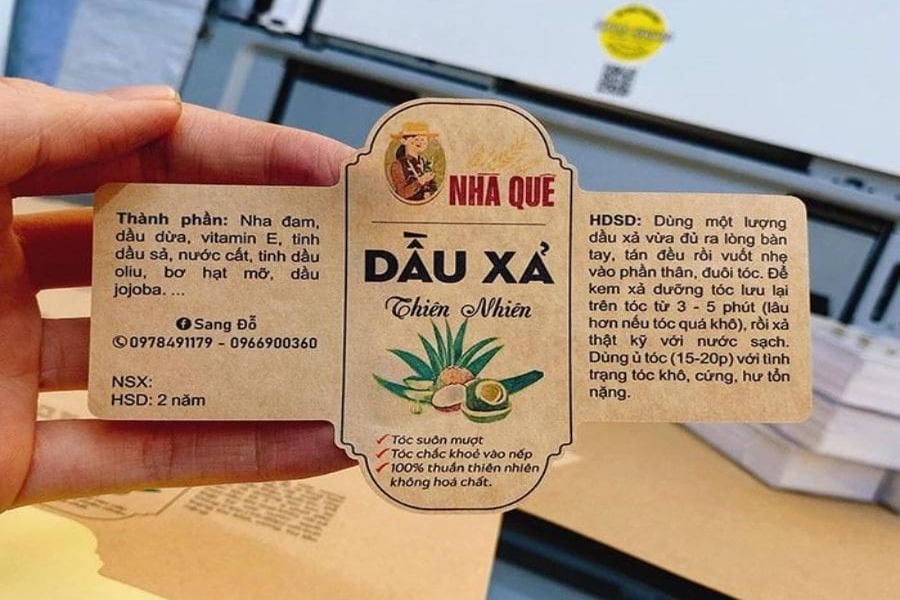 Thành phần: Nha đam,
dầu dừa, vitamin E, tinh
dầu sả, nước cất, tinh dầu
oliu, bơ hạt mỡ, dầu
jojoba. ...
Sang Đỗ
0978491179 - 0966900360
NSX:
HSD: 2 năm
NHÀ QUÊ
DẦU XẢ
Thiên Nhiên
Tóc suôn mượt
Tóc chắc khoẻ vào nếp
100% thuần thiên nhiên
không hoá chất.
HDSD: Dùng một lượng
dầu xả vừa đủ ra lòng bàn
tay, tán đều rồi vuốt nhẹ
vào phần thân, đuôi tóc. Để
kem xả dưỡng tóc lưu lại
trên tóc từ 3 - 5 phút (lâu
hơn nếu tóc quá khô), rồi xả
thật kỹ với nước sạch.
Dùng ủ tóc (15-20p) với tình
trạng tóc khô, cứng, hư tổn
nặng.